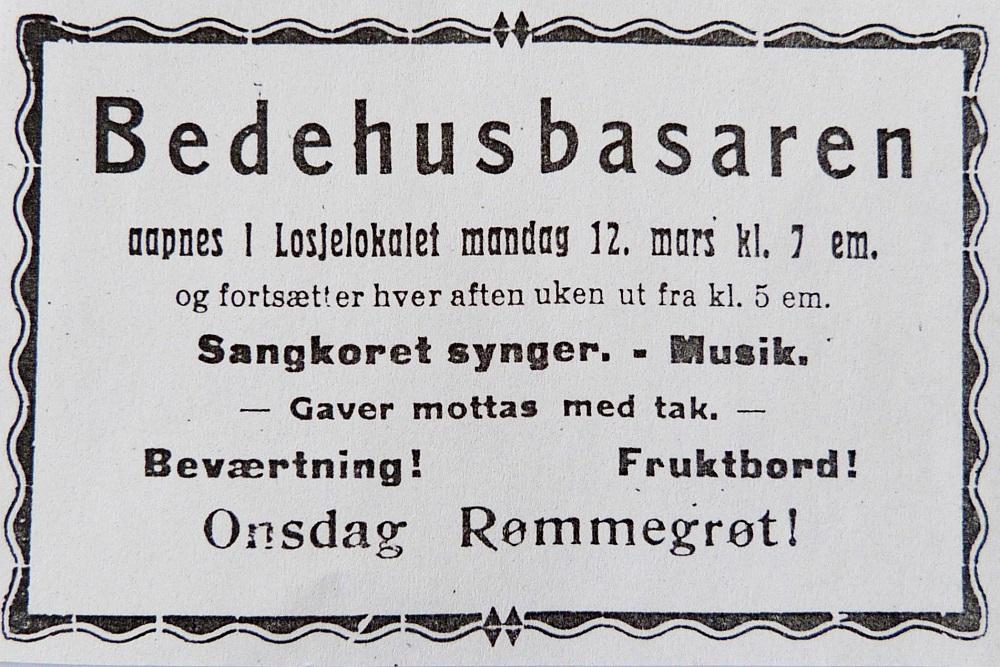 Bedehusbasaren
aapnes i Losjelokalet mandag 12. mars kl. 7 em.
og fortsætter hver aften uken ut fra kl. 5 em.
Sangkoret synger. - Musik.
— Gaver mottas med tak. —
Beværtning! Fruktbord!
Onsdag Rømmegrøt!